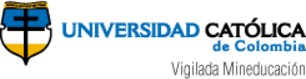 UNIVERSIDAD CATÓLICA
de Colombia
Vigilada Mineducación